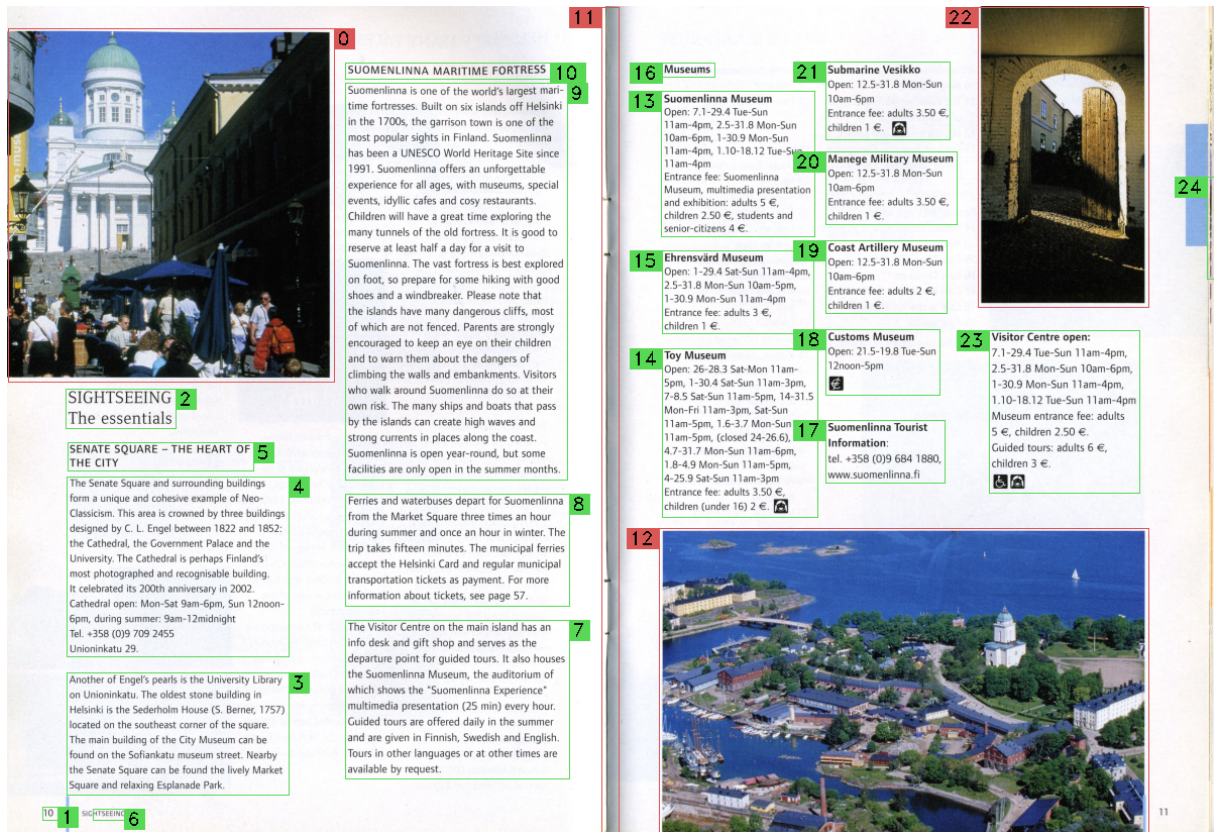 SIGHTSEEING
The essentials
SENATE SQUARE – THE HEART OF
THE CITY
The Senate Square and surrounding buildings
form a unique and cohesive example of Neo-
Classicism. This area is crowned by three buildings
designed by C. L. Engel between 1822 and 1852:
the Cathedral, the Government Palace and the
University. The Cathedral is perhaps Finland's
most photographed and recognisable building.
It celebrated its 200th anniversary in 2002.
Cathedral open: Mon-Sat 9am-6pm, Sun 12noon-
6pm, during summer: 9am-12midnight
Tel. +358 (0)9 709 2455
Unioninkatu 29.
Another of Engel's pearls is the University Library
on Unioninkatu. The oldest stone building in
Helsinki is the Sederholm House (S. Berner, 1757)
located on the southeast corner of the square.
The main building of the City Museum can be
found on the Sofiankatu museum street. Nearby
the Senate Square can be found the lively Market
Square and relaxing Esplanade Park.
10 SIGHTSEEING
SUOMENLINNA MARITIME FORTRESS
Suomenlinna is one of the world's largest mari-
time fortresses. Built on six islands off Helsinki
in the 1700s, the garrison town is one of the
most popular sights in Finland. Suomenlinna
has been a UNESCO World Heritage Site since
1991. Suomenlinna offers an unforgettable
experience for all ages, with museums, special
events, idyllic cafes and cosy restaurants.
Children will have a great time exploring the
many tunnels of the old fortress. It is good to
reserve at least half a day for a visit to
Suomenlinna. The vast fortress is best explored
on foot, so prepare for some hiking with good
shoes and a windbreaker. Please note that
the islands have many dangerous cliffs, most
of which are not fenced. Parents are strongly
encouraged to keep an eye on their children
and to warn them about the dangers of
climbing the walls and embankments. Visitors
who walk around Suomenlinna do so at their
own risk. The many ships and boats that pass
by the islands can create high waves and
strong currents in places along the coast.
Suomenlinna is open year-round, but some
facilities are only open in the summer months.
Ferries and waterbuses depart for Suomenlinna
from the Market Square three times an hour
during summer and once an hour in winter. The
trip takes fifteen minutes. The municipal ferries
accept the Helsinki Card and regular municipal
transportation tickets as payment. For more
information about tickets, see page 57.
The Visitor Centre on the main island has an
info desk and gift shop and serves as the
departure point for guided tours. It also houses
the Suomenlinna Museum, the auditorium of
which shows the "Suomenlinna Experience"
multimedia presentation (25 min) every hour.
Guided tours are offered daily in the summer
and are given in Finnish, Swedish and English.
Tours in other languages or at other times are
available by request.
Museums
Suomenlinna Museum
Open: 7.1-29.4 Tue-Sun
11am-4pm, 2.5-31.8 Mon-Sun
10am-6pm, 1-30.9 Mon-Sun
11am-4pm, 1.10-18.12 Tue-Sun
11am-4pm
Entrance fee: Suomenlinna
Museum, multimedia presentation
and exhibition: adults 5 €,
children 2.50 €, students and
senior-citizens 4 €.
Ehrensvärd Museum
Open: 1-29.4 Sat-Sun 11am-4pm,
2.5-31.8 Mon-Sun 10am-5pm,
1-30.9 Mon-Sun 11am-4pm
Entrance fee: adults 3 €,
children 1 €.
Toy Museum
Open: 26-28.3 Sat-Mon 11am-
5pm, 1-30.4 Sat-Sun 11am-3pm,
7-8.5 Sat-Sun 11am-5pm, 14-31.5
Mon-Fri 11am-3pm, Sat-Sun
11am-5pm, 1.6-3.7 Mon-Sun
11am-5pm, (closed 24-26.6),
4.7-31.7 Mon-Sun 11am-6pm,
1.8-4.9 Mon-Sun 11am-5pm,
4-25.9 Sat-Sun 11am-3pm
Entrance fee: adults 3.50 €,
children (under 16) 2 €.
Submarine Vesikko
Open: 12.5-31.8 Mon-Sun
10am-6pm
Entrance fee: adults 3.50 €,
children 1 €.
Manege Military Museum
Open: 12.5-31.8 Mon-Sun
10am-6pm
Entrance fee: adults 3.50 €,
children 1 €.
Coast Artillery Museum
Open: 12.5-31.8 Mon-Sun
10am-6pm
Entrance fee: adults 2 €,
children 1 €.
Customs Museum
Open: 21.5-19.8 Tue-Sun
12noon-5pm
Suomenlinna Tourist
Information:
tel. +358 (0)9 684 1880,
www.suomenlinna.fi
Visitor Centre open:
7.1-29.4 Tue-Sun 11am-4pm,
2.5-31.8 Mon-Sun 10am-6pm,
1-30.9 Mon-Sun 11am-4pm,
1.10-18.12 Tue-Sun 11am-4pm
Museum entrance fee: adults
5 €, children 2.50 €.
Guided tours: adults 6 €,
children 3 €.
11
0
1
2
3
4
5
6
7
8
9
10
11
12
13
14
15
16
17
18
19
20
21
22
23
24